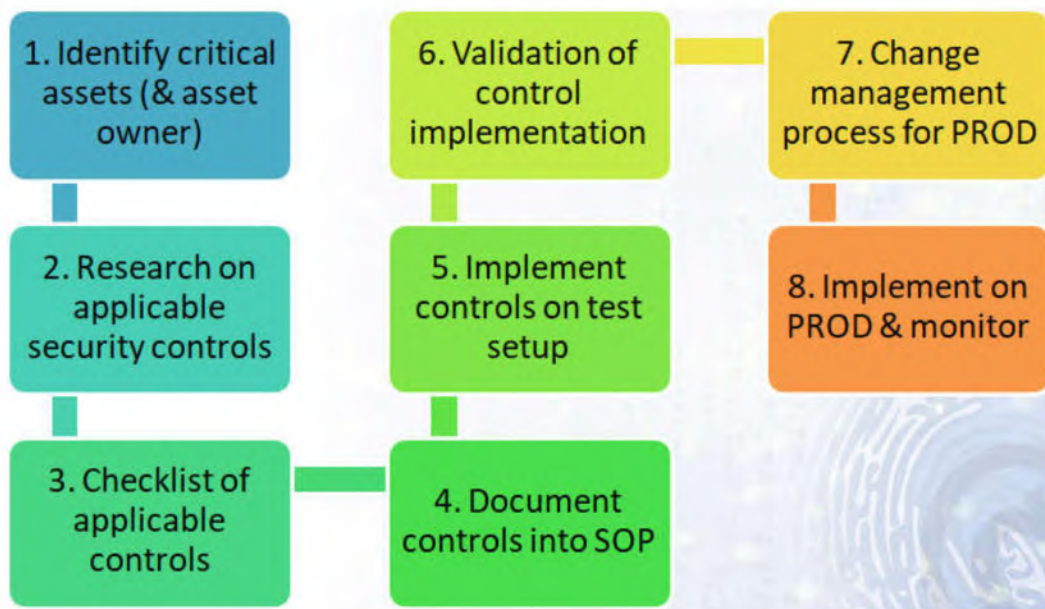 1. Identify critical
assets (& asset
owner)
2. Research on
applicable
security controls
3. Checklist of
applicable
controls
4. Document
controls into SOP
5. Implement
controls on test
setup
6. Validation of
control
implementation
7. Change
management
process for PROD
8. Implement on
PROD & monitor